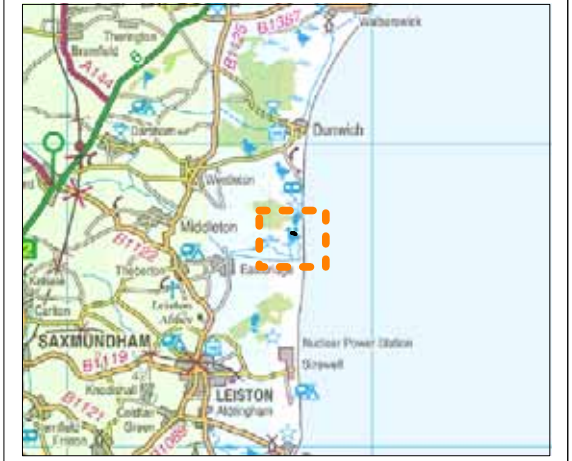 B1387
Walberswick
B1125
Thorington
Bramfield
A144
Darsham
Dunwich
Westleton
Middleton
B1122
Theberton
Eastbridge
2
Kelsale
Carlton
Leiston
Abbey
SAXMUNDHAM
B1119
Nuclear Power Station
Sizewell
Knodishall
LEISTON
Aldringham
B1121
Coldfair
Green
Friston